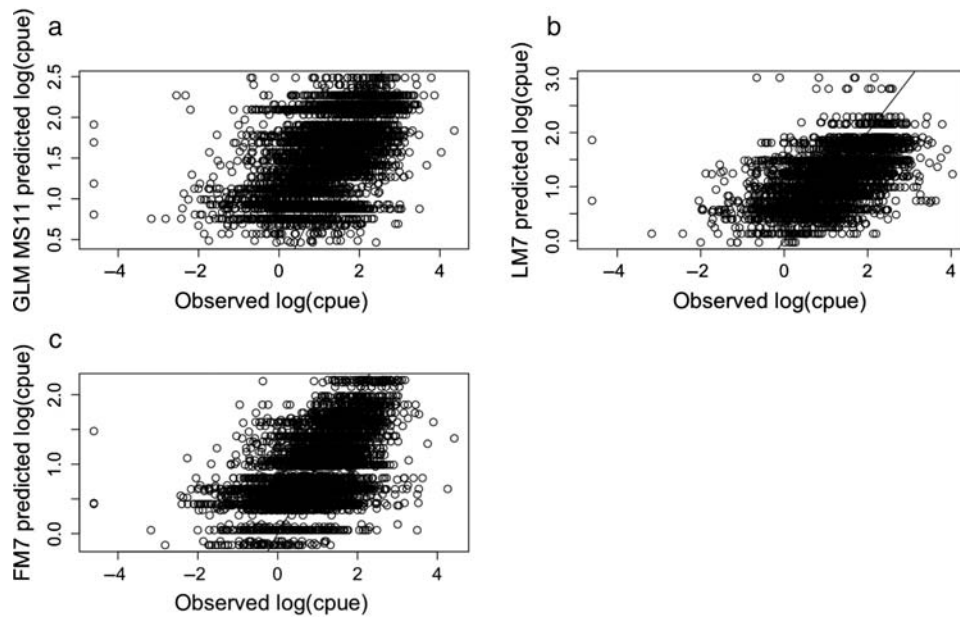 a
GLM MS11 predicted log(cpue)
2.5
2.0
1.5
1.0
0.5
−4 −2 0 2 4
Observed log(cpue)
b
LM7 predicted log(cpue)
3.0
2.0
1.0
0.0
−4 −2 0 2 4
Observed log(cpue)
c
FM7 predicted log(cpue)
2.0
1.0
0.0
−4 −2 0 2 4
Observed log(cpue)